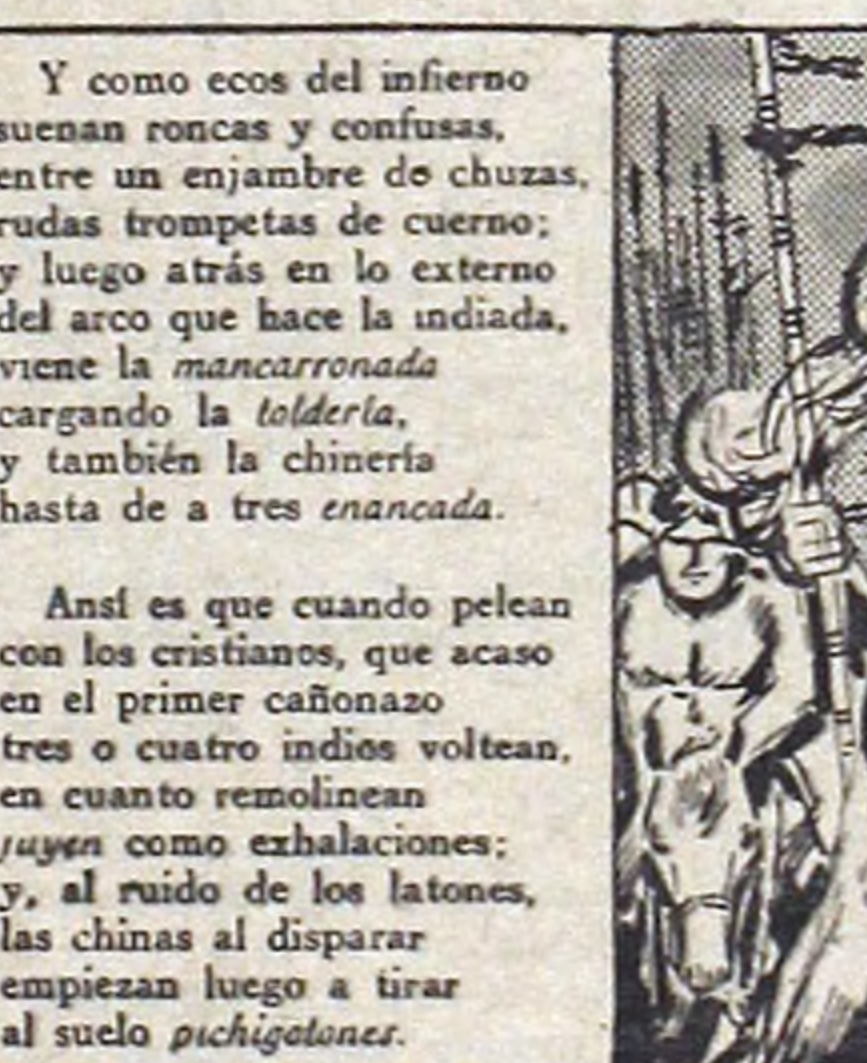 Y como ecos del infierno
suenan roncas y confusas,
entre un enjambre de chuzas,
rudas trompetas de cuerno;
y luego atrás en lo externo
del arco que hace la indiada,
viene la mancarronada
cargando la toldería,
y también la chinería
hasta de a tres enancada.
Ansí es que cuando pelean
con los cristianos, que acaso
en el primer cañonazo
tres o cuatro indios voltean,
en cuanto remolinean
juyen como exhalaciones;
y, al ruido de los latones,
las chinas al disparar
empiezan luego a tirar
al suelo pichigotones.